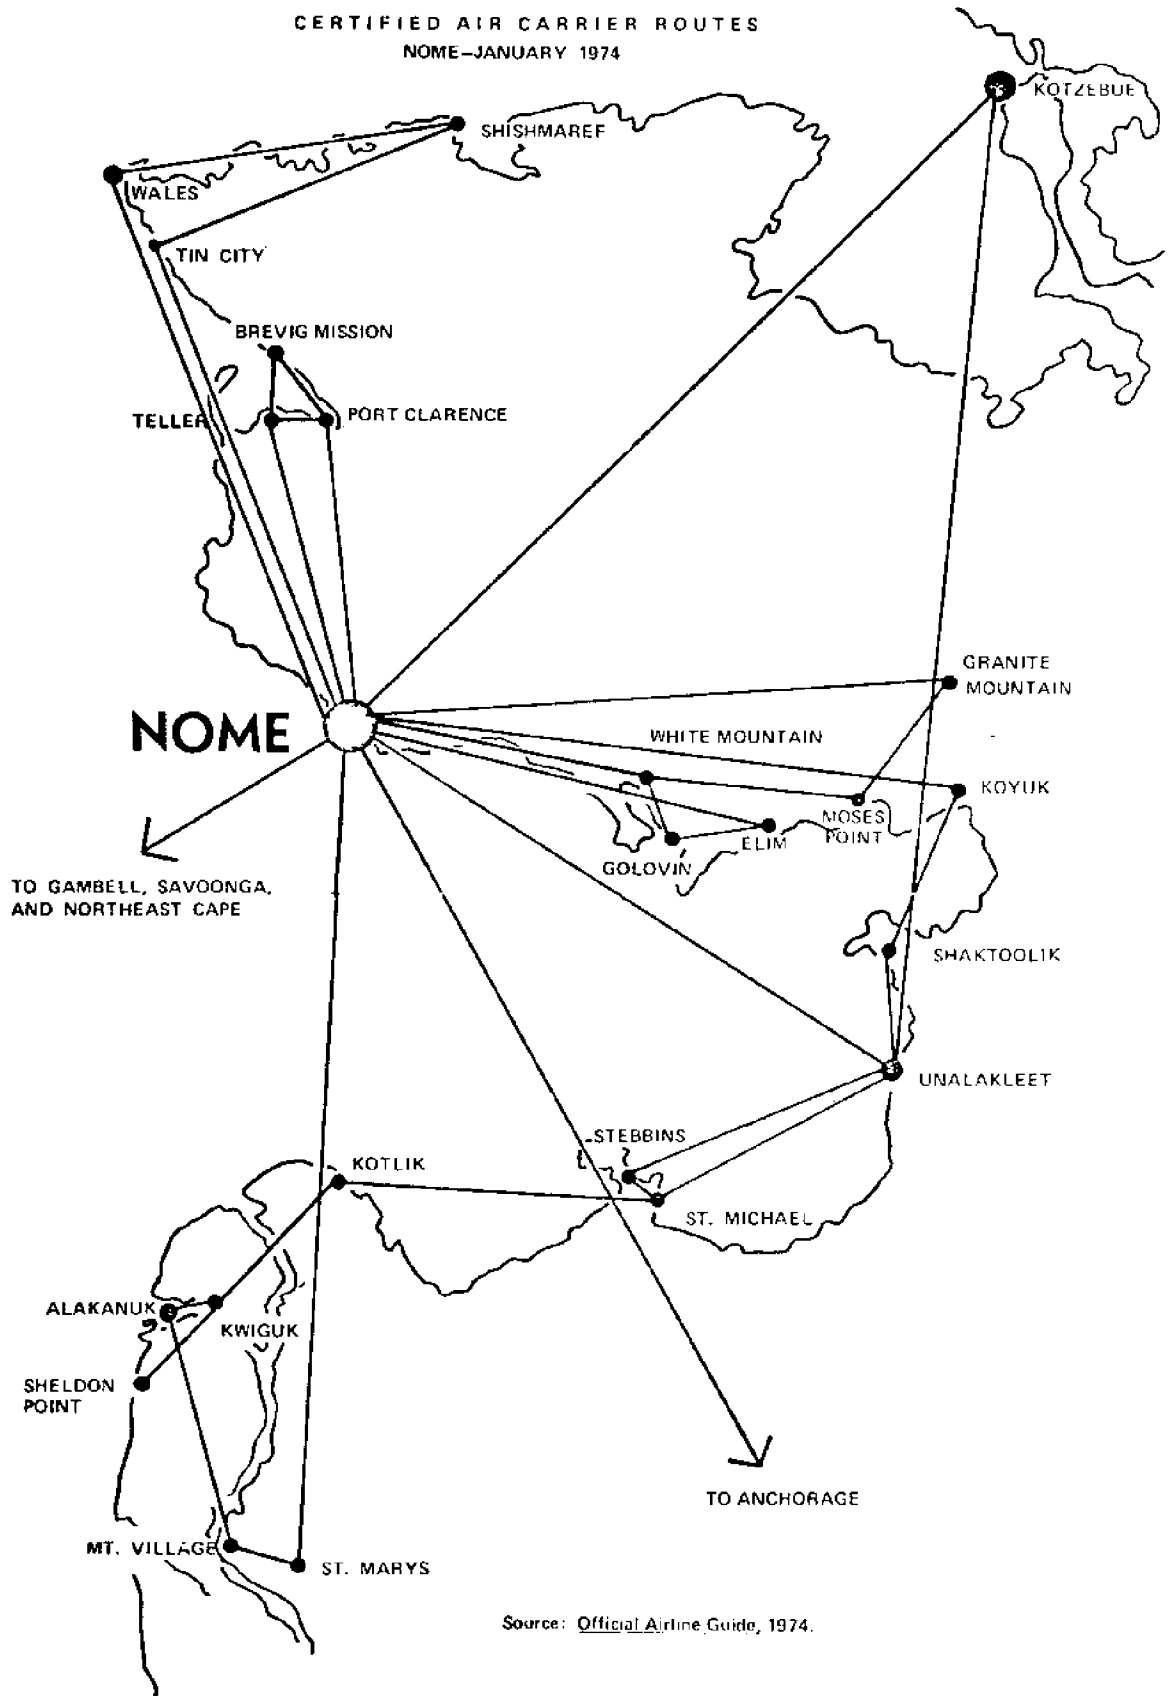 CERTIFIED AIR CARRIER ROUTES
NOME–JANUARY 1974
KOTZEBUE
SHISHMAREF
WALES
TIN CITY
BREVIG MISSION
TELLER
PORT CLARENCE
GRANITE
MOUNTAIN
NOME
WHITE MOUNTAIN
KOYUK
MOSES
POINT
ELIM
GOLOVIN
TO GAMBELL, SAVOONGA,
AND NORTHEAST CAPE
SHAKTOOLIK
UNALAKLEET
STEBBINS
KOTLIK
ST. MICHAEL
ALAKANUK
KWIGUK
SHELDON
POINT
TO ANCHORAGE
MT. VILLAGE
ST. MARYS
Source: Official Airline Guide, 1974.